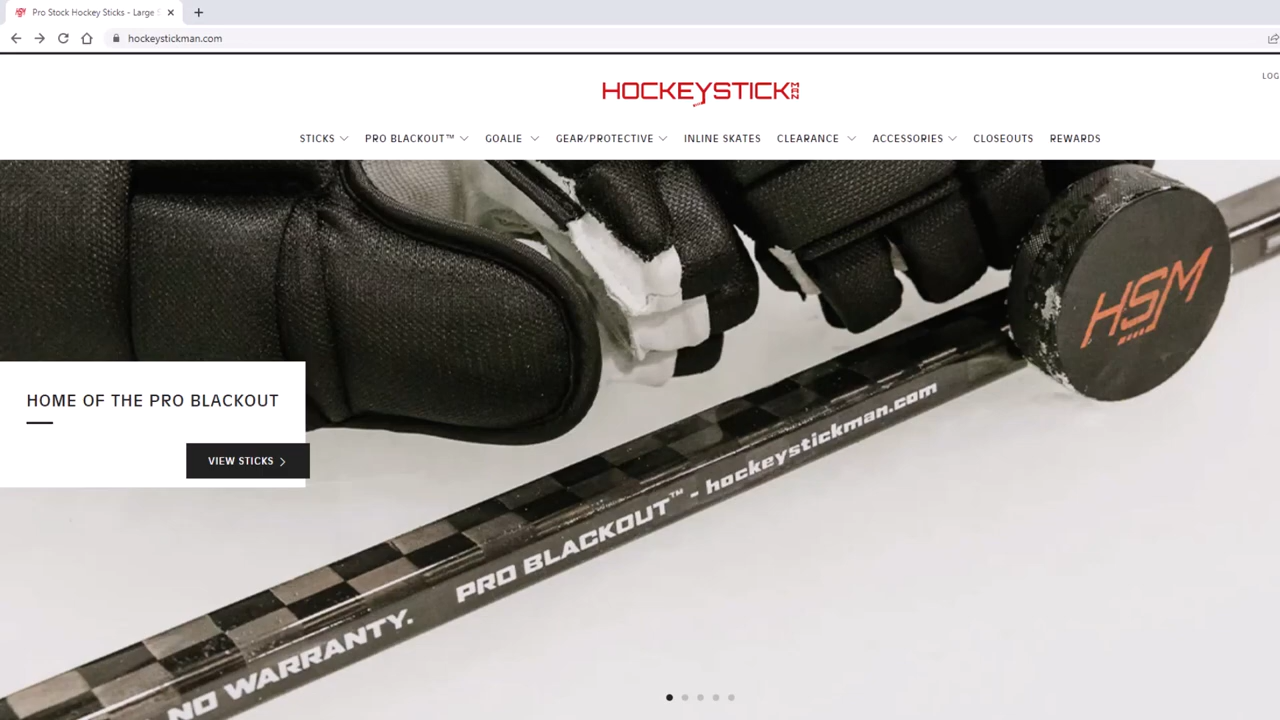 Pro Stock Hockey Sticks - Large
hockeystickman.com
LOG
HOCKEYSTICK MAN
STICKS
PRO BLACKOUT™
GOALIE
GEAR/PROTECTIVE
INLINE SKATES
CLEARANCE
ACCESSORIES
CLOSEOUTS
REWARDS
HSM
HOME OF THE PRO BLACKOUT
VIEW STICKS
PRO BLACKOUT™ - hockeystickman.com
NO WARRANTY.